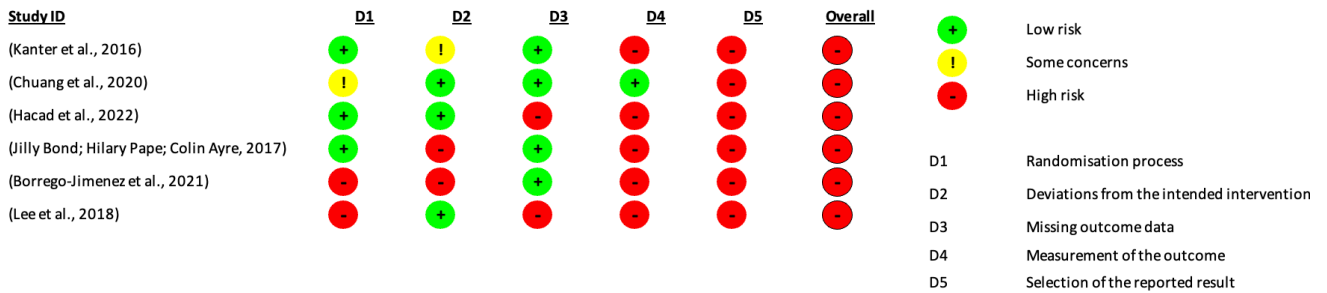 Study ID D1 D2 D3 D4 D5 Overall
(Kanter et al., 2016) + ! + - - -
(Chuang et al., 2020) ! + + + - -
(Hacad et al., 2022) + + - - - -
(Jilly Bond; Hilary Pape; Colin Ayre, 2017) + - + - - -
(Borrego-Jimenez et al., 2021) - - + - - -
(Lee et al., 2018) - + - - - -
+ Low risk
! Some concerns
- High risk
D1 Randomisation process
D2 Deviations from the intended intervention
D3 Missing outcome data
D4 Measurement of the outcome
D5 Selection of the reported result